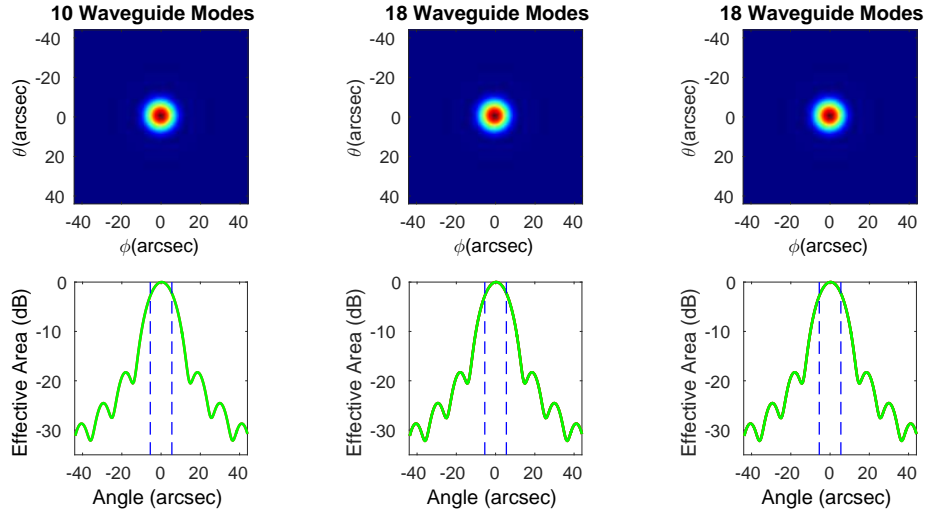 10 Waveguide Modes
18 Waveguide Modes
18 Waveguide Modes
-40
-20
0
20
40
θ(arcsec)
-40 -20 0 20 40
ϕ(arcsec)
-40
-20
0
20
40
θ(arcsec)
-40 -20 0 20 40
ϕ(arcsec)
-40
-20
0
20
40
θ(arcsec)
-40 -20 0 20 40
ϕ(arcsec)
0
-10
-20
-30
Effective Area (dB)
-40 -20 0 20 40
Angle (arcsec)
0
-10
-20
-30
Effective Area (dB)
-40 -20 0 20 40
Angle (arcsec)
0
-10
-20
-30
Effective Area (dB)
-40 -20 0 20 40
Angle (arcsec)